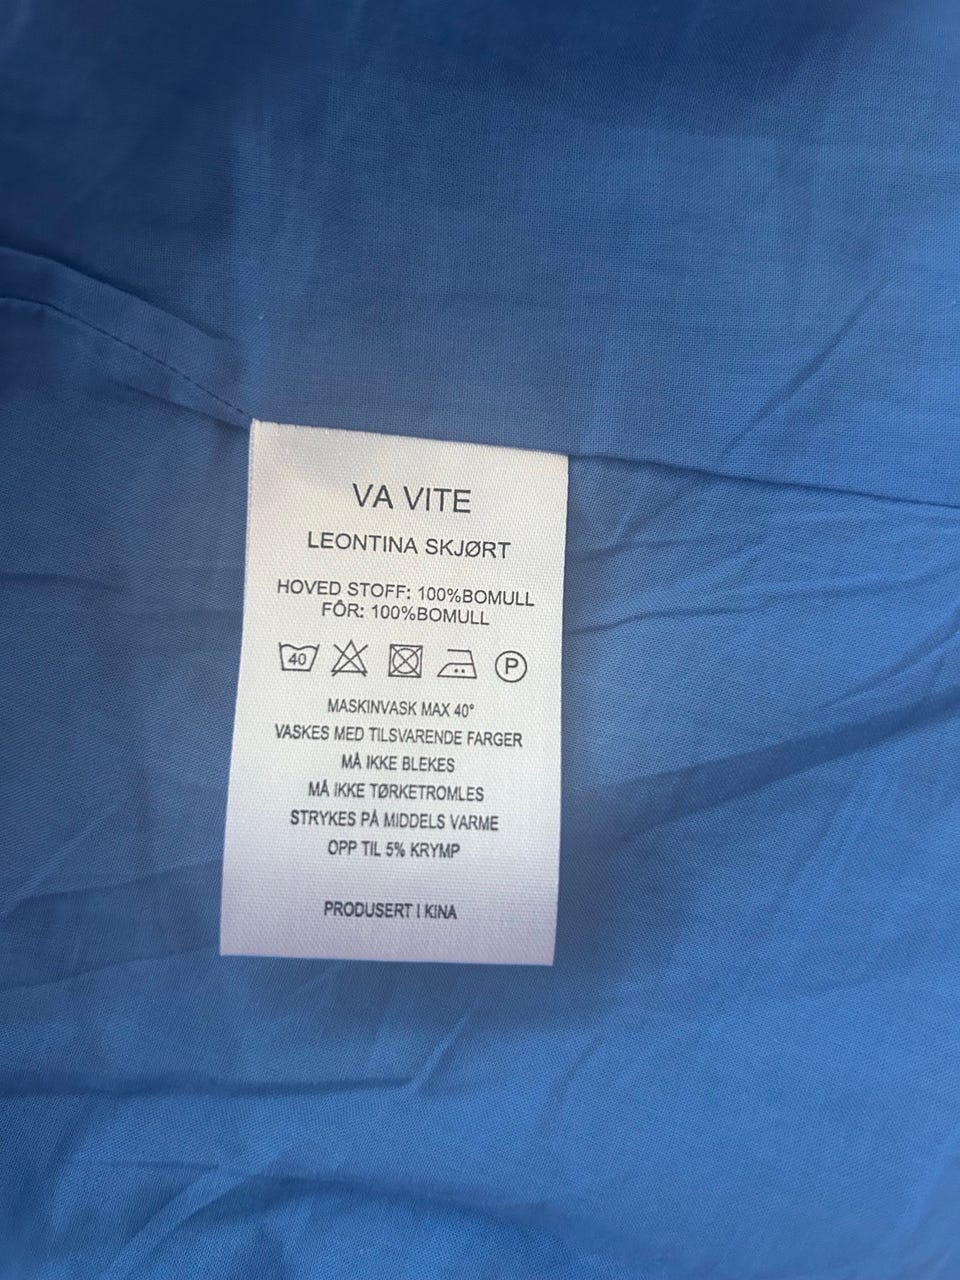 VA VITE
LEONTINA SKJØRT
HOVED STOFF: 100%BOMULL
FÔR: 100%BOMULL
40 P
MASKINVASK MAX 40°
VASKES MED TILSVARENDE FARGER
MÅ IKKE BLEKES
MÅ IKKE TØRKETROMLES
STRYKES PÅ MIDDELS VARME
OPP TIL 5% KRYMP
PRODUSERT I KINA